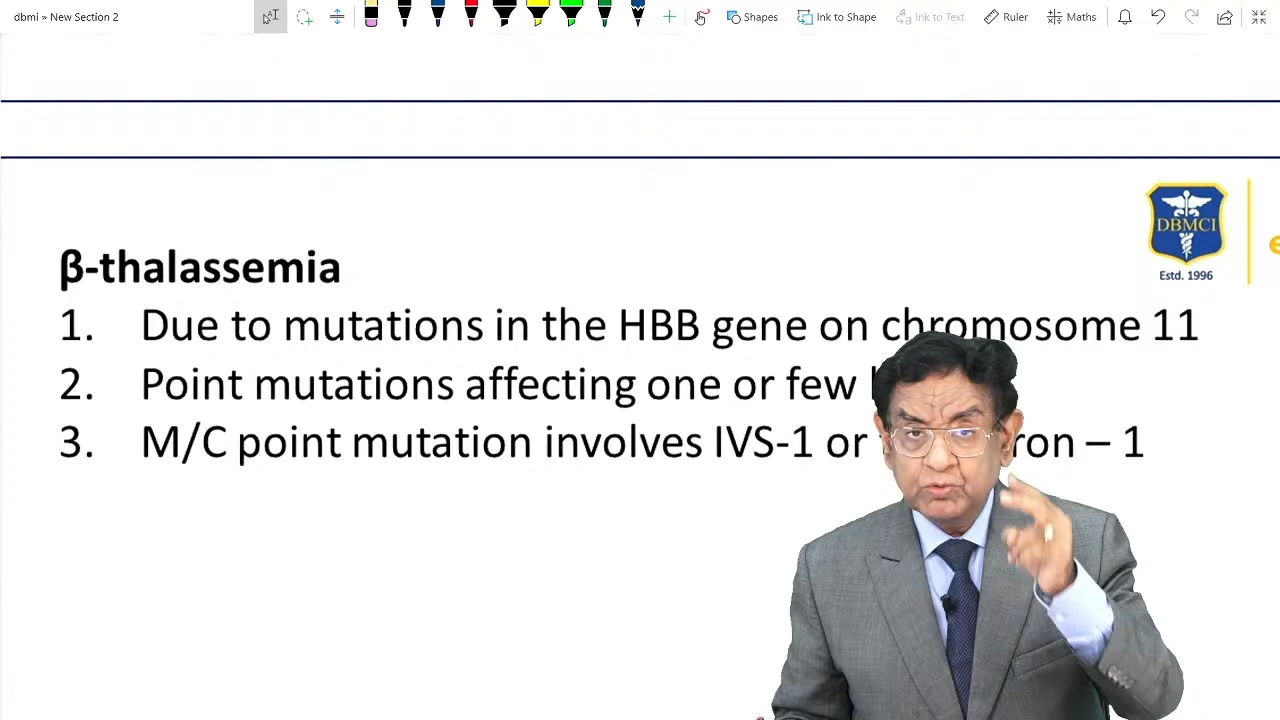 dbmi » New Section 2
Shapes
Ink to Shape
Ink to Text
Ruler
Maths
DBMCI
Estd. 1996
e
β-thalassemia
1. Due to mutations in the HBB gene on chromosome 11
2. Point mutations affecting one or few
3. M/C point mutation involves IVS-1 or ron – 1